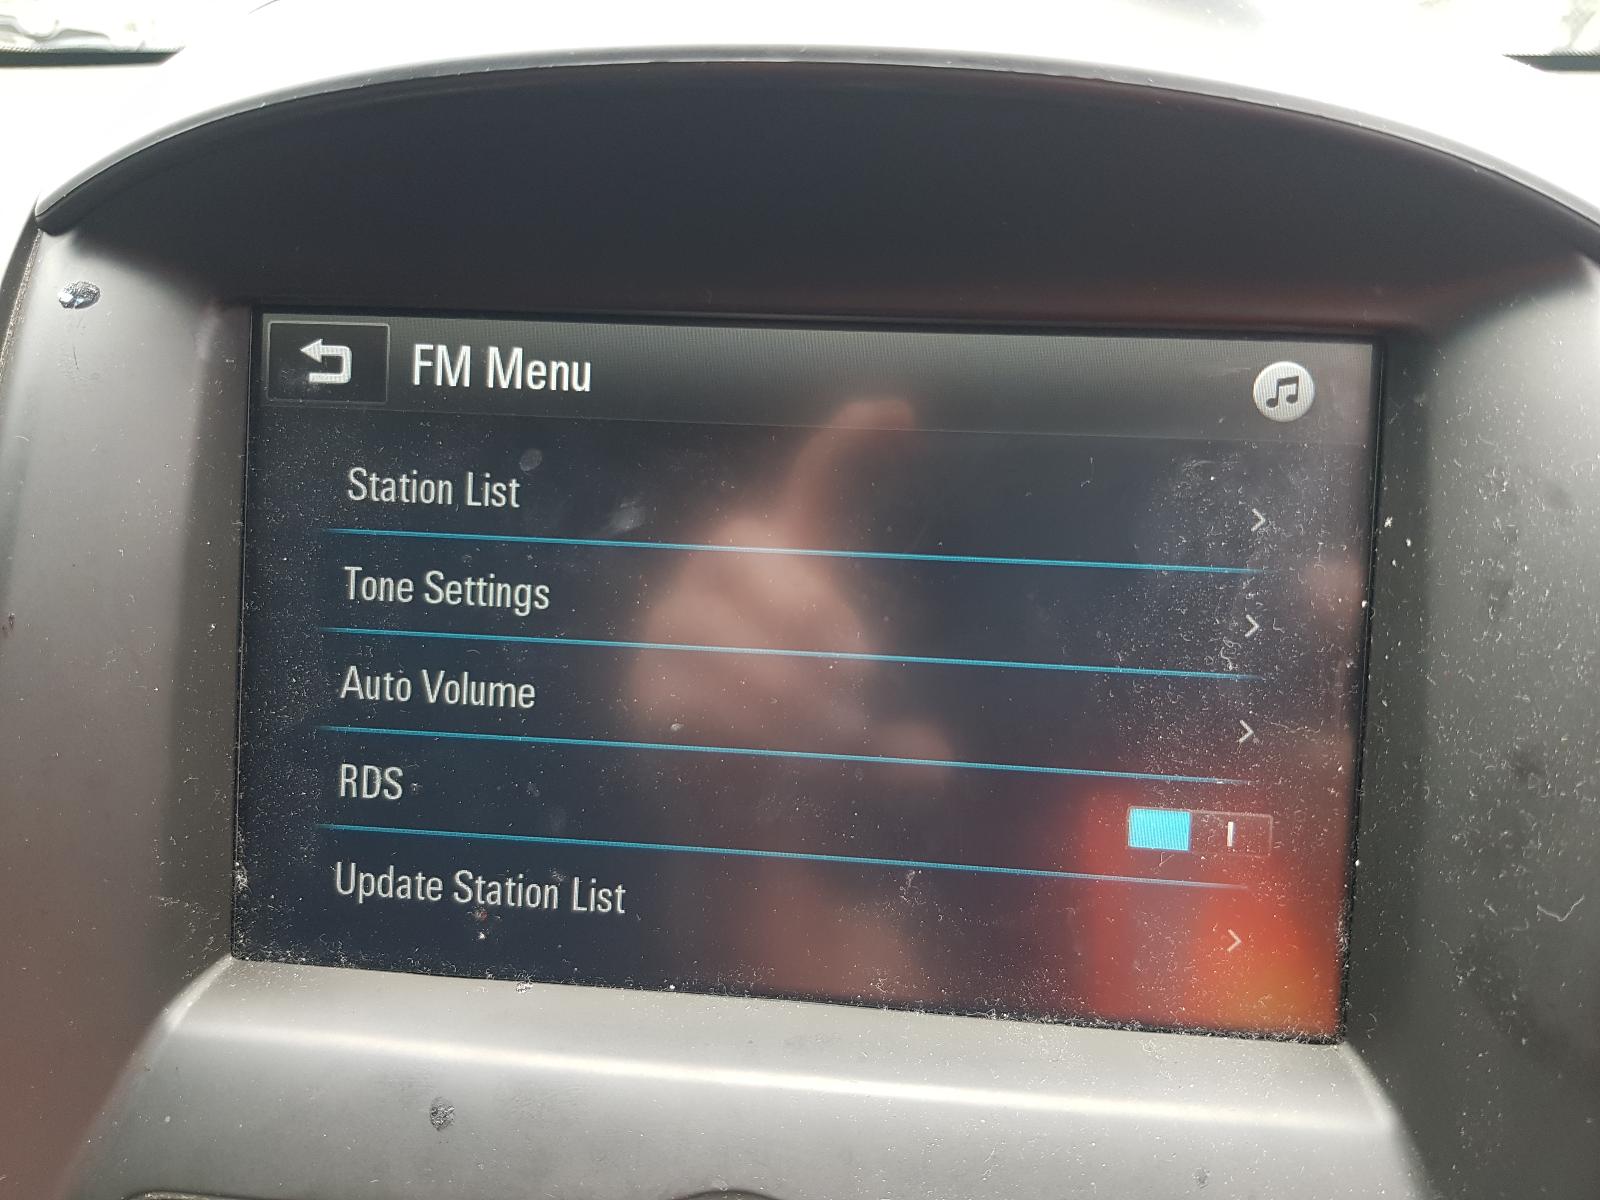 FM Menu
Station List
Tone Settings
Auto Volume
RDS
Update Station List